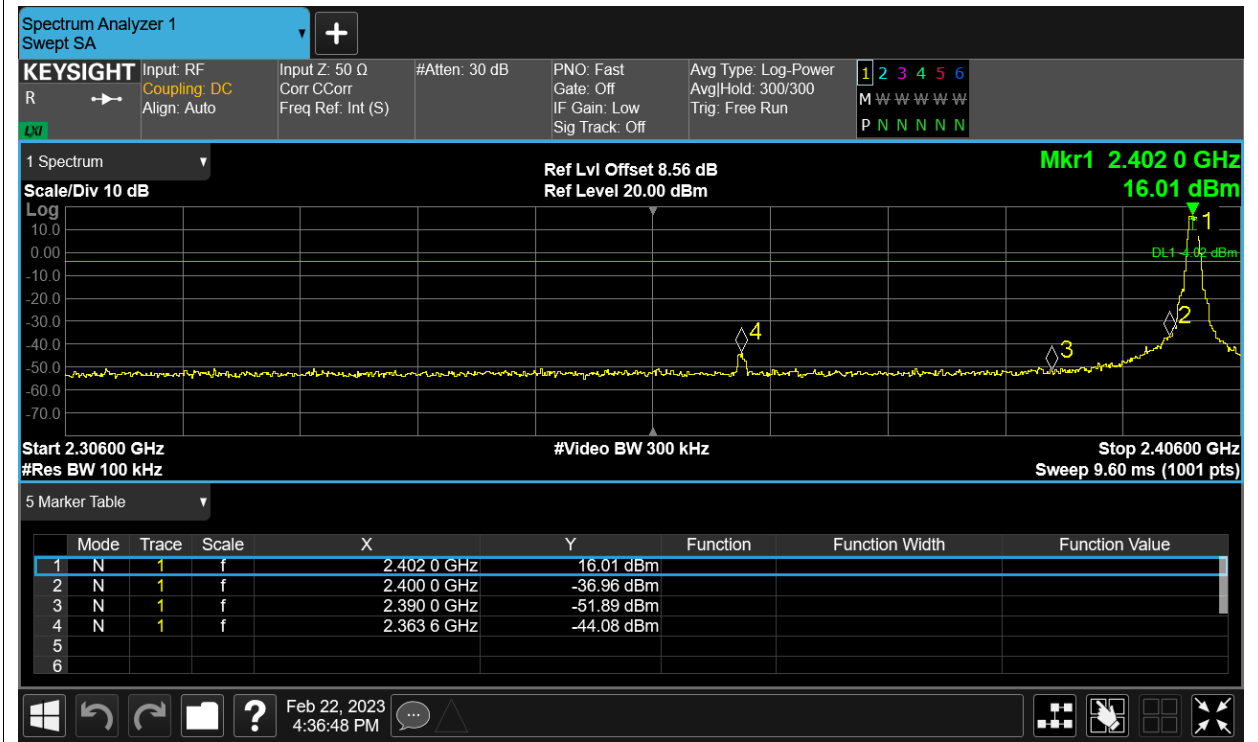 Spectrum Analyzer 1
Swept SA
KEYSIGHT
R
LXI
Input: RF
Coupling: DC
Align: Auto
Input Z: 50 Ω
Corr CCorr
Freq Ref: Int (S)
#Atten: 30 dB
PNO: Fast
Gate: Off
IF Gain: Low
Sig Track: Off
Avg Type: Log-Power
Avg|Hold: 300/300
Trig: Free Run
1 2 3 4 5 6
M W W W W W
P N N N N N
1 Spectrum
Scale/Div 10 dB
Ref Lvl Offset 8.56 dB
Ref Level 20.00 dBm
Mkr1 2.402 0 GHz
16.01 dBm
Log
10.0
0.00
-10.0
-20.0
-30.0
-40.0
-50.0
-60.0
-70.0
1
DL1 -4.02 dBm
2
4
3
Start 2.30600 GHz #Video BW 300 kHz Stop 2.40600 GHz
#Res BW 100 kHz Sweep 9.60 ms (1001 pts)
5 Marker Table
Mode Trace Scale X Y Function Function Width Function Value
1 N 1 f 2.402 0 GHz 16.01 dBm
2 N 1 f 2.400 0 GHz -36.96 dBm
3 N 1 f 2.390 0 GHz -51.89 dBm
4 N 1 f 2.363 6 GHz -44.08 dBm
5
6
?
Feb 22, 2023
4:36:48 PM